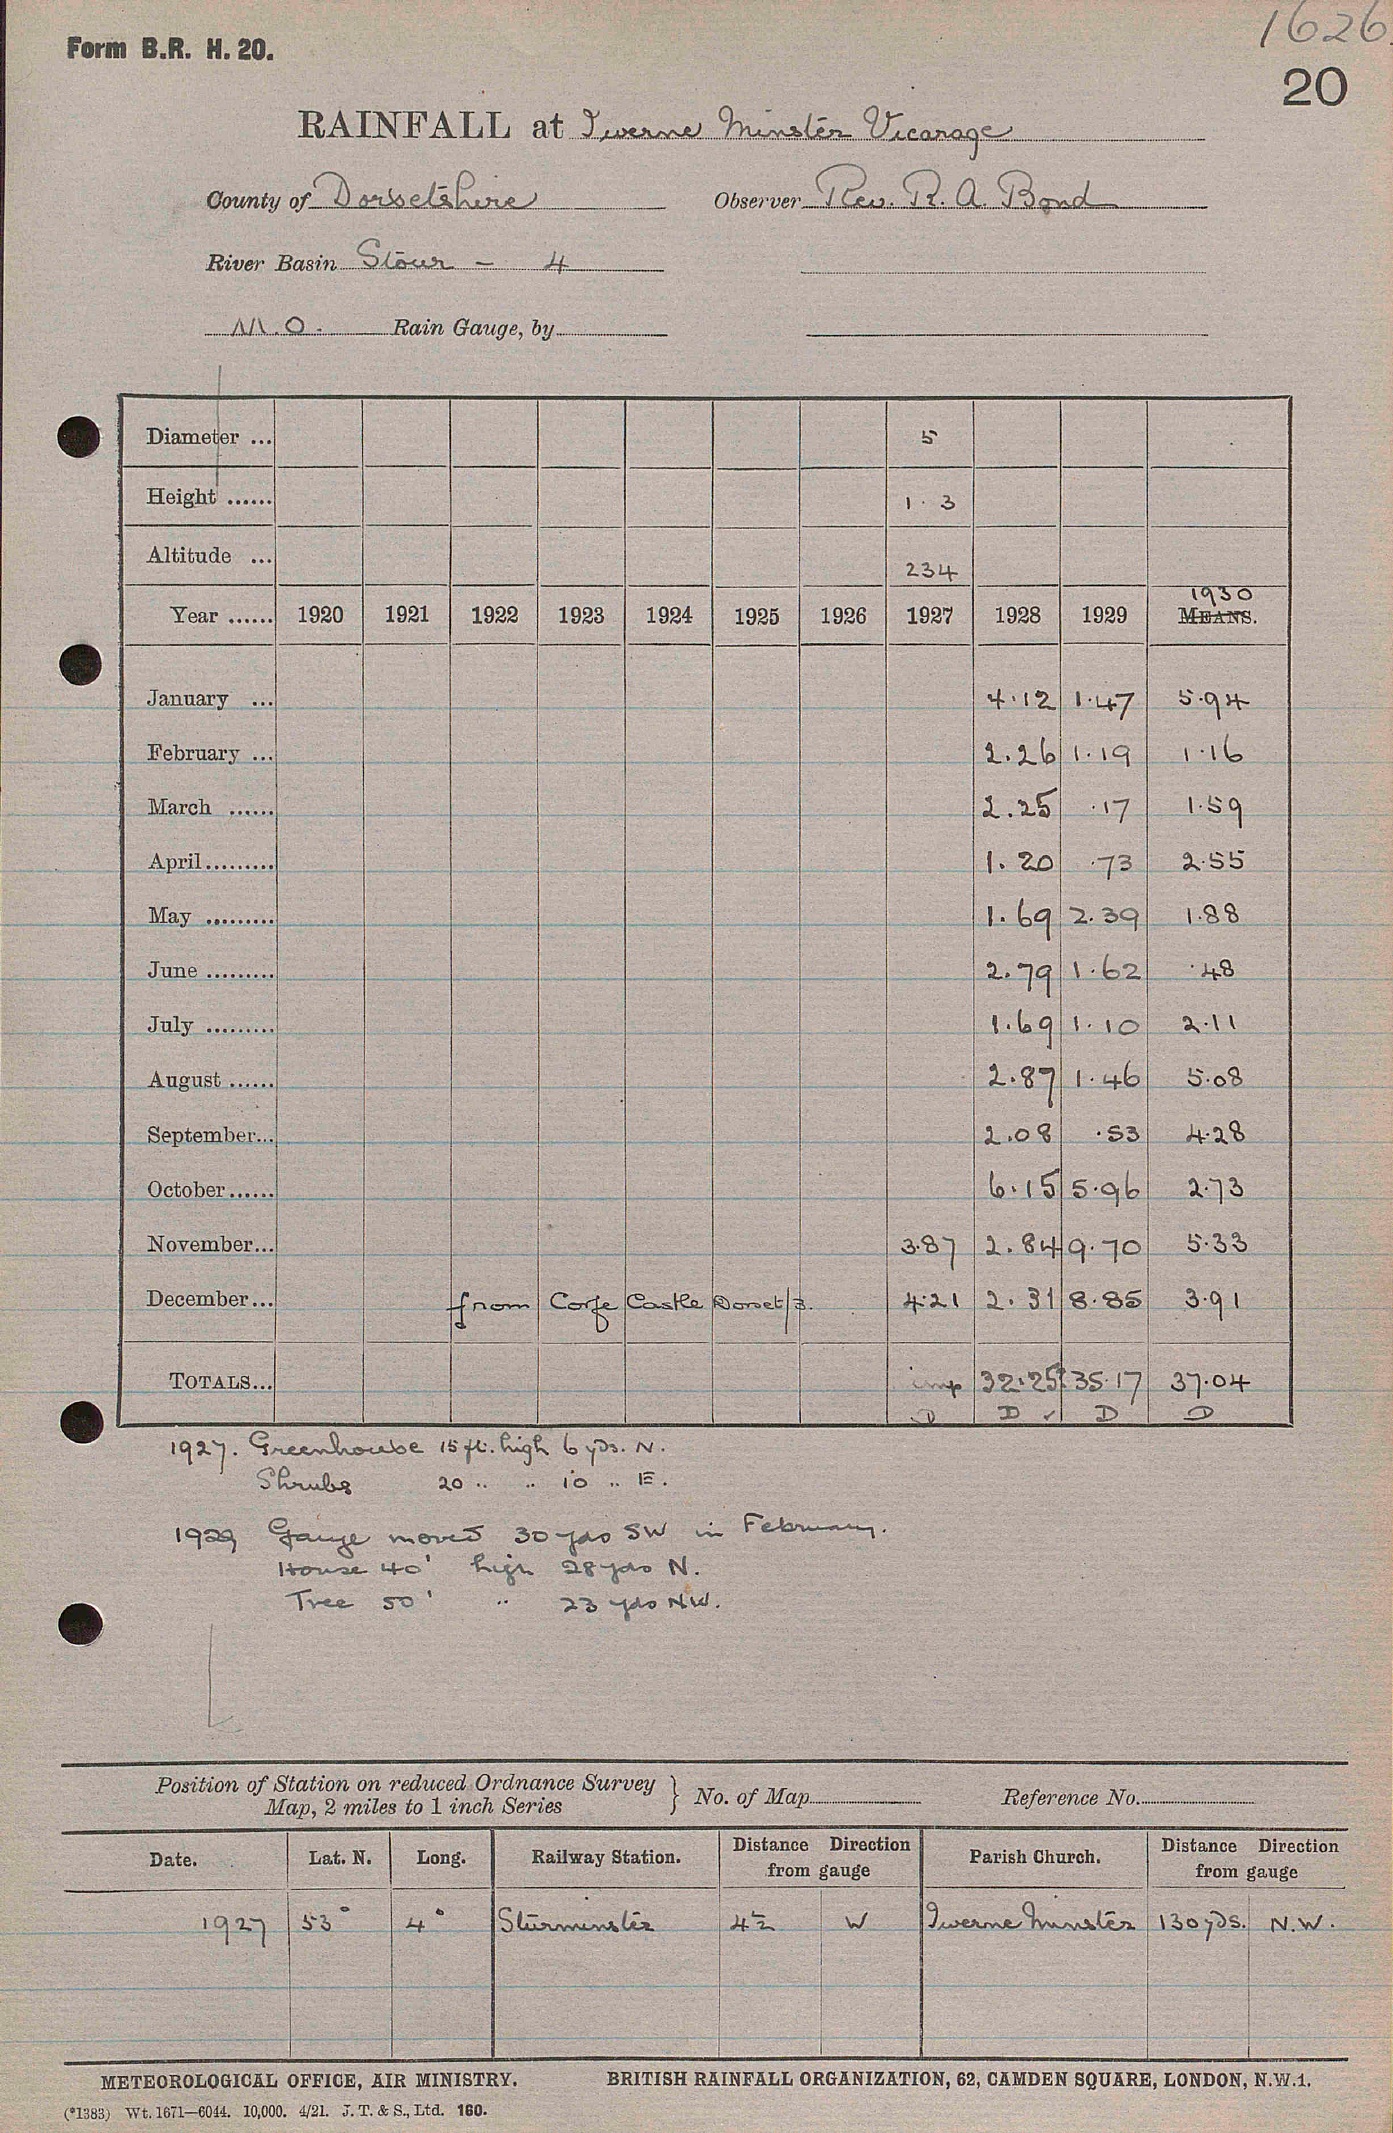 1626.
Form B.R. H. 20.
20
RAINFALL at Iwerne Minster Vicarage
County of Dorsetshire Observer Rev. R. A. Bond
River Basin Stour - 4
M.O. Rain Gauge, by
Diameter ... 5
Height ...... 1.3
Altitude ... 234
1930
Year ...... 1920 1921 1922 1923 1924 1925 1926 1927 1928 1929 MEANS.
January ... 4.12 1.47 5.94
February ... 2.26 1.19 1.16
March ...... 2.25 .17 1.59
April ......... 1.20 .73 2.55
May ......... 1.69 2.39 1.88
June ......... 2.79 1.62 .48
July ......... 1.69 1.10 2.11
August ...... 2.87 1.46 5.08
September... 2.08 .53 4.28
October ...... 6.15 5.96 2.73
November... 3.87 2.84 9.70 5.33
December... from Corfe Castle Dorset/3. 4.21 2.31 8.85 3.91
TOTALS... imp 32.25 35.17 37.04
D D ✓ D D
1927. Greenhouse 15 ft. high 6 yds. N.
Shrubs 20 .. .. 10 .. E.
1929 Gauge moved 30 yds SW in February.
House 40' high 28 yds N.
Tree 50' " 23 yds NW.
Position of Station on reduced Ordnance Survey
Map, 2 miles to 1 inch Series } No. of Map Reference No.
Date. Lat. N. Long. Railway Station. Distance Direction from gauge Parish Church. Distance Direction from gauge
1927 53° 4° Sturminster 4½ W Iwerne Minster 130 yds. N.W.
METEOROLOGICAL OFFICE, AIR MINISTRY. BRITISH RAINFALL ORGANIZATION, 62, CAMDEN SQUARE, LONDON, N.W.1.
(*1383) Wt. 1671—6044. 10,000. 4/21. J. T. & S., Ltd. 160.